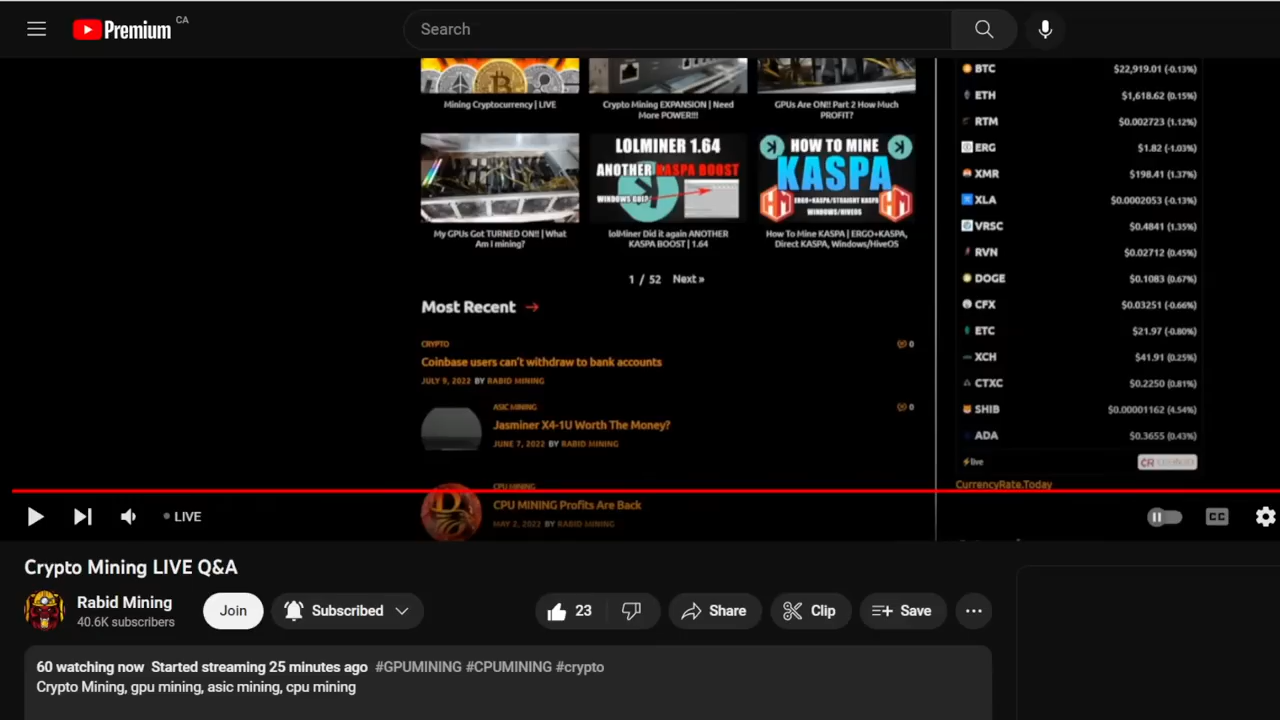 Premium CA
Search
Mining Cryptocurrency | LIVE
Crypto Mining EXPANSION | Need
More POWER!!!
GPUs Are ON!! Part 2 How Much
PROFIT?
LOLMINER 1.64
ANOTHER KASPA BOOST
WINDOWS GUI?
HOW TO MINE
KASPA
ERGO+KASPA/STRAIGHT KASPA
WINDOWS/HIVEOS
My GPUs Got TURNED ON!! | What
Am I mining?
lolMiner Did it again ANOTHER
KASPA BOOST | 1.64
How To Mine KASPA | ERGO+KASPA,
Direct KASPA, Windows/HiveOS
1 / 52 Next »
Most Recent
CRYPTO
0
Coinbase users can't withdraw to bank accounts
JULY 9, 2022 BY RABID MINING
ASIC MINING
0
Jasminer X4-1U Worth The Money?
JUNE 7, 2022 BY RABID MINING
CPU MINING
CPU MINING Profits Are Back
MAY 2, 2022 BY RABID MINING
BTC $22,919.01 (-0.13%)
ETH $1,618.62 (0.15%)
RTM $0.002723 (1.12%)
ERG $1.82 (-1.03%)
XMR $198.41 (1.37%)
XLA $0.0002053 (-0.13%)
VRSC $0.4841 (1.35%)
RVN $0.02712 (0.45%)
DOGE $0.1083 (0.67%)
CFX $0.03251 (-0.66%)
ETC $21.97 (-0.80%)
XCH $41.91 (0.25%)
CTXC $0.2250 (0.81%)
SHIB $0.00001162 (4.54%)
ADA $0.3655 (0.43%)
live
CR
CurrencyRate.Today
LIVE
CC
Crypto Mining LIVE Q&A
Rabid Mining
40.6K subscribers
Join
Subscribed
23
Share
Clip
Save
60 watching now Started streaming 25 minutes ago #GPUMINING #CPUMINING #crypto
Crypto Mining, gpu mining, asic mining, cpu mining